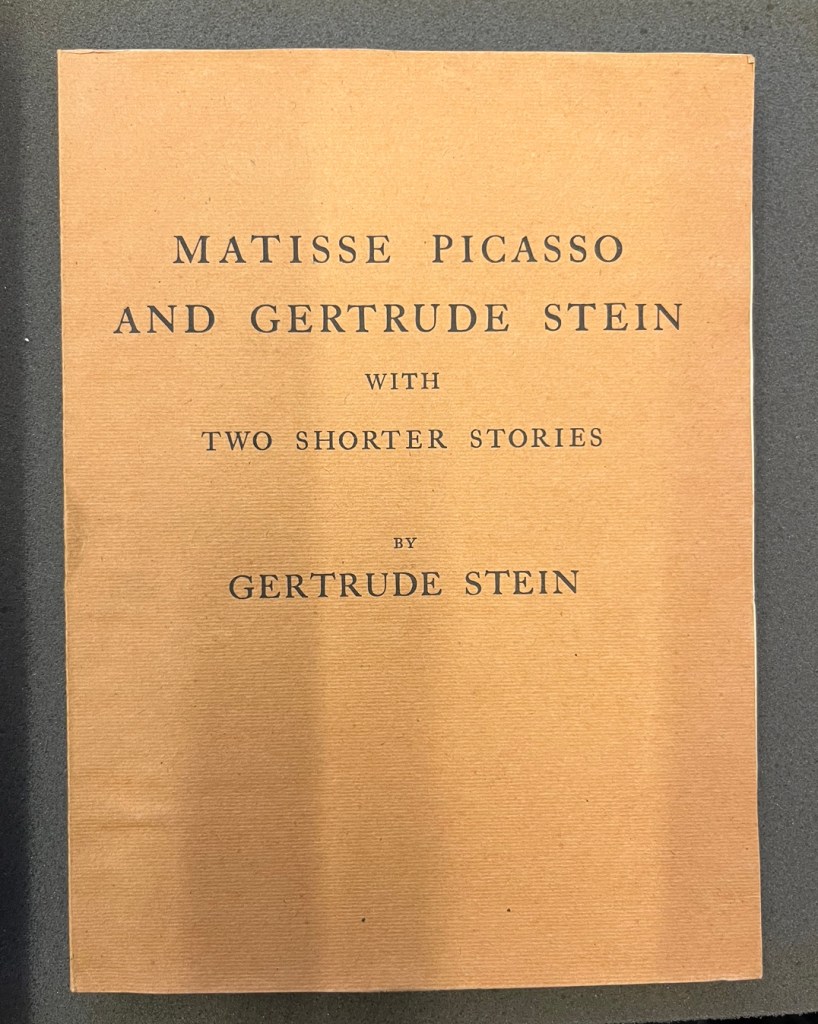 MATISSE PICASSO
AND GERTRUDE STEIN
WITH
TWO SHORTER STORIES
BY
GERTRUDE STEIN